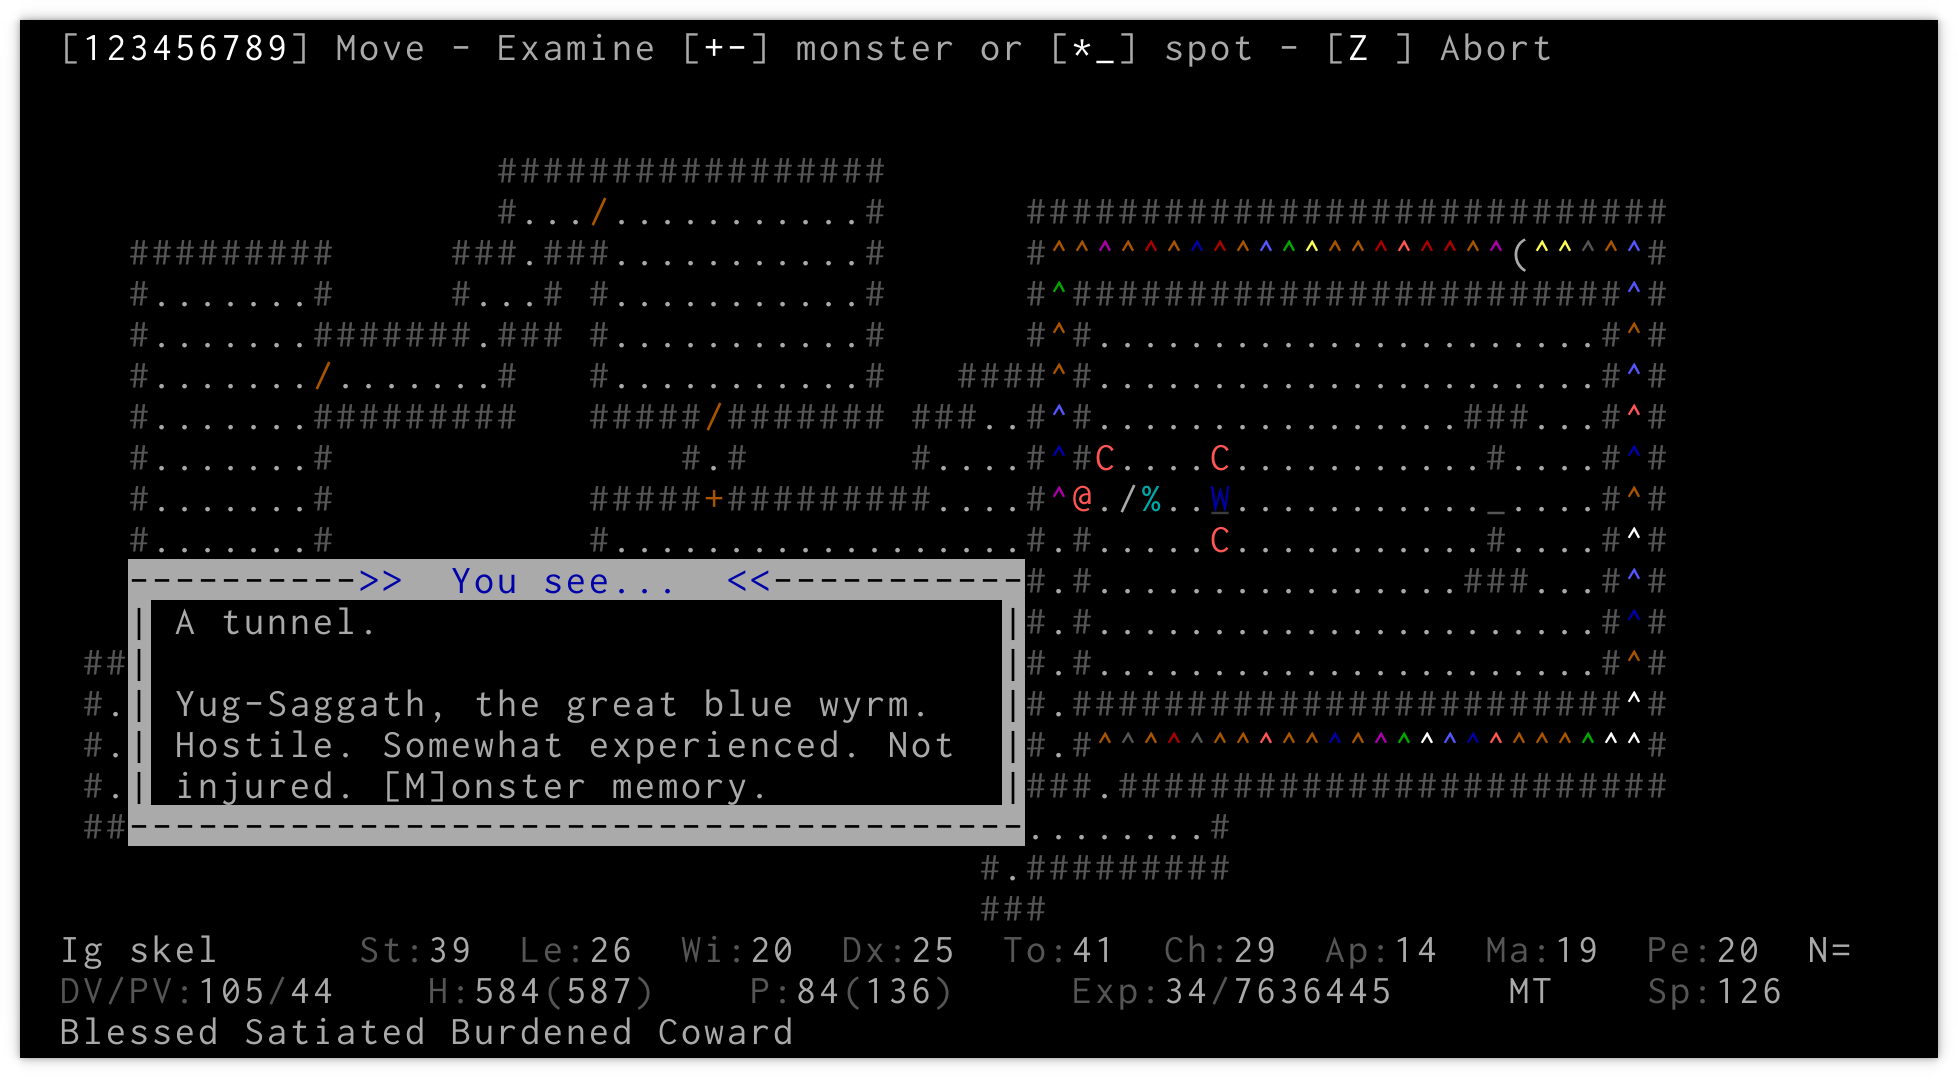 [123456789] Move - Examine [+-] monster or [*_] spot - [Z ] Abort
################
#.../...........# ############################
######### ###.###...........# #^^^^^^^^^^^^^^^^^^^^(^^^^^#
#.......# #...# #...........# #^########################^#
#.......#######.### #...........# #^#......................#^#
#......./.......# #...........# ####^#......................#^#
#.......######### #####/####### ###..#^#................###...#^#
#.......# #.# #....#^#C....C...........#....#^#
#.......# #####+#########....#^@./%..W..........._....#^#
#.......# #..................#.#.....C...........#....#^#
---------->> You see... <<-----------#.#................###...#^#
| A tunnel. |#.#......................#^#
##| |#.#......................#^#
#.| Yug-Saggath, the great blue wyrm. |#.########################^#
#.| Hostile. Somewhat experienced. Not |#.#^^^^^^^^^^^^^^^^^^^^^^^^#
#.| injured. [M]onster memory. |###.########################
##---------------------------------------........#
#.#########
###
Ig skel St:39 Le:26 Wi:20 Dx:25 To:41 Ch:29 Ap:14 Ma:19 Pe:20 N=
DV/PV:105/44 H:584(587) P:84(136) Exp:34/7636445 MT Sp:126
Blessed Satiated Burdened Coward